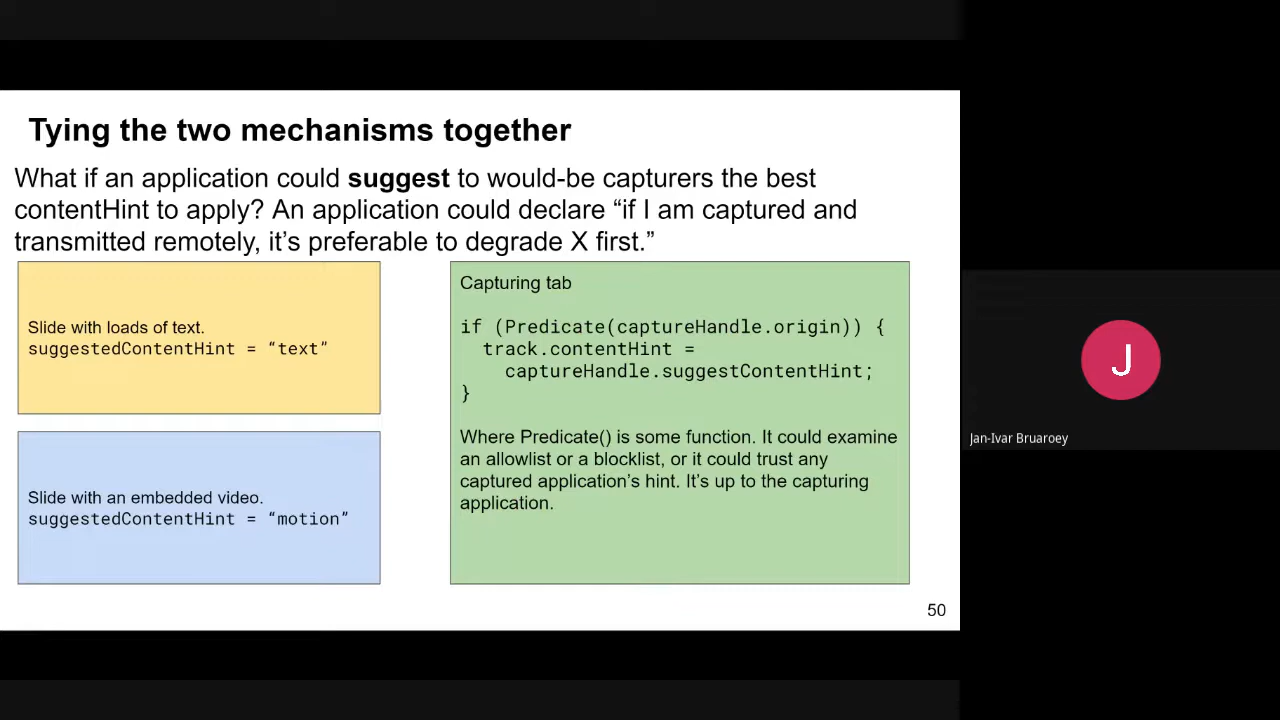 Tying the two mechanisms together
What if an application could suggest to would-be capturers the best
contentHint to apply? An application could declare “if I am captured and
transmitted remotely, it’s preferable to degrade X first.”
Slide with loads of text.
suggestedContentHint = “text”
Slide with an embedded video.
suggestedContentHint = “motion”
Capturing tab
if (Predicate(captureHandle.origin)) {
track.contentHint =
captureHandle.suggestContentHint;
}
Where Predicate() is some function. It could examine
an allowlist or a blocklist, or it could trust any
captured application’s hint. It’s up to the capturing
application.
50
J
Jan-Ivar Bruaroey